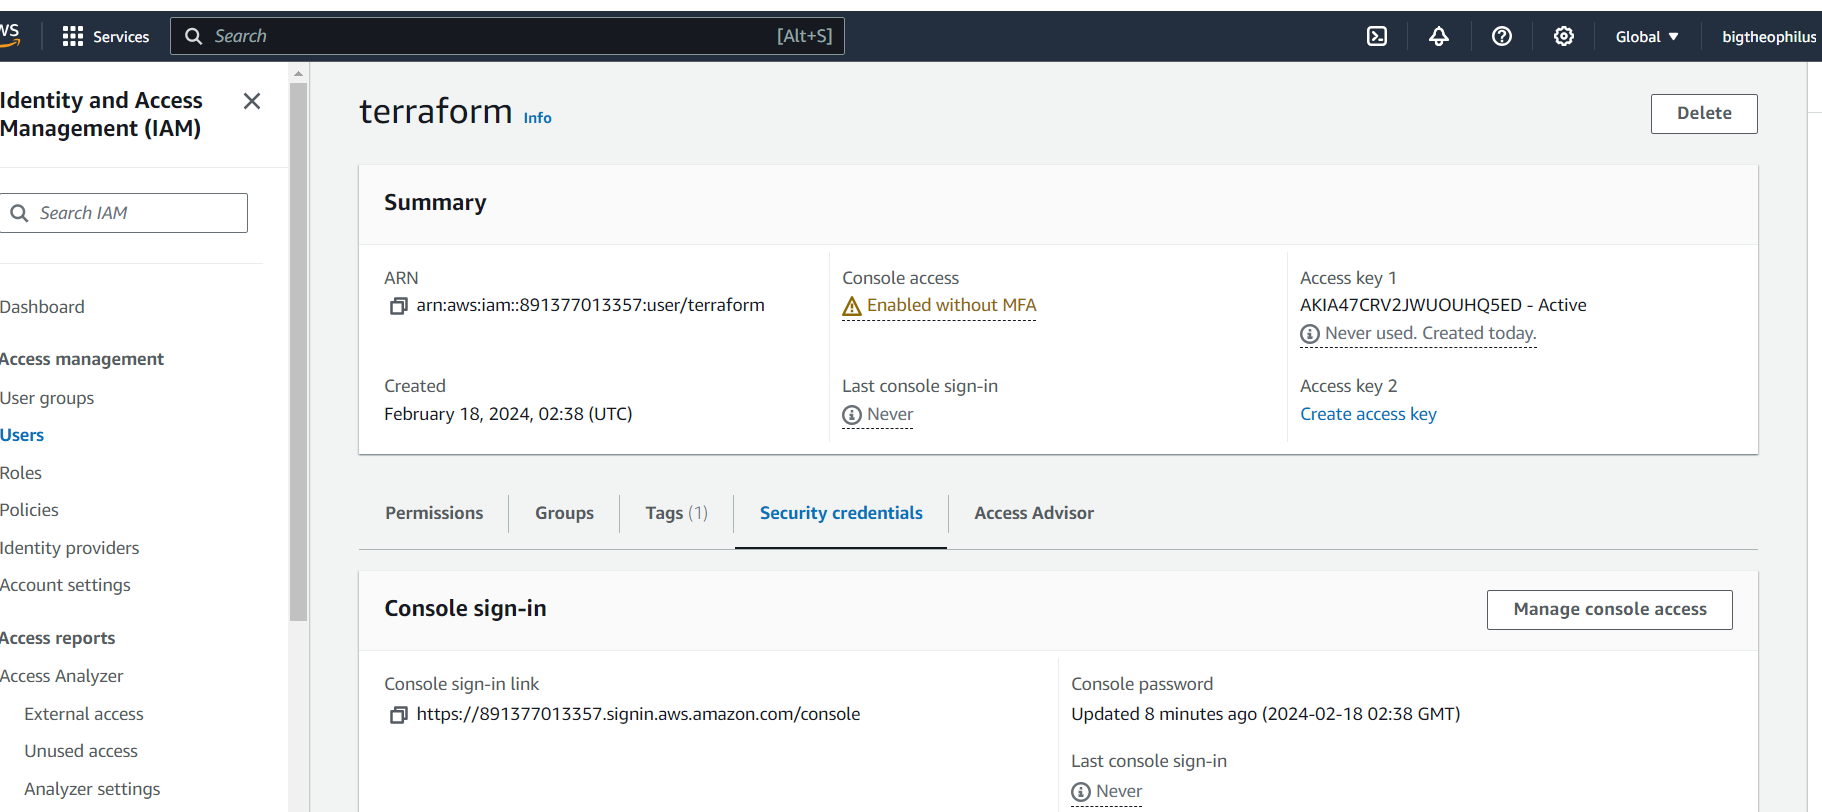 WS
Services
Search
[Alt+S]
Global
bigtheophilus
Identity and Access
Management (IAM)
Search IAM
Dashboard
Access management
User groups
Users
Roles
Policies
Identity providers
Account settings
Access reports
Access Analyzer
External access
Unused access
Analyzer settings
terraform Info
Delete
Summary
ARN
arn:aws:iam::891377013357:user/terraform
Console access
Enabled without MFA
Access key 1
AKIA47CRV2JWUOUHQ5ED - Active
Never used. Created today.
Created
February 18, 2024, 02:38 (UTC)
Last console sign-in
Never
Access key 2
Create access key
Permissions
Groups
Tags (1)
Security credentials
Access Advisor
Console sign-in
Manage console access
Console sign-in link
https://891377013357.signin.aws.amazon.com/console
Console password
Updated 8 minutes ago (2024-02-18 02:38 GMT)
Last console sign-in
Never